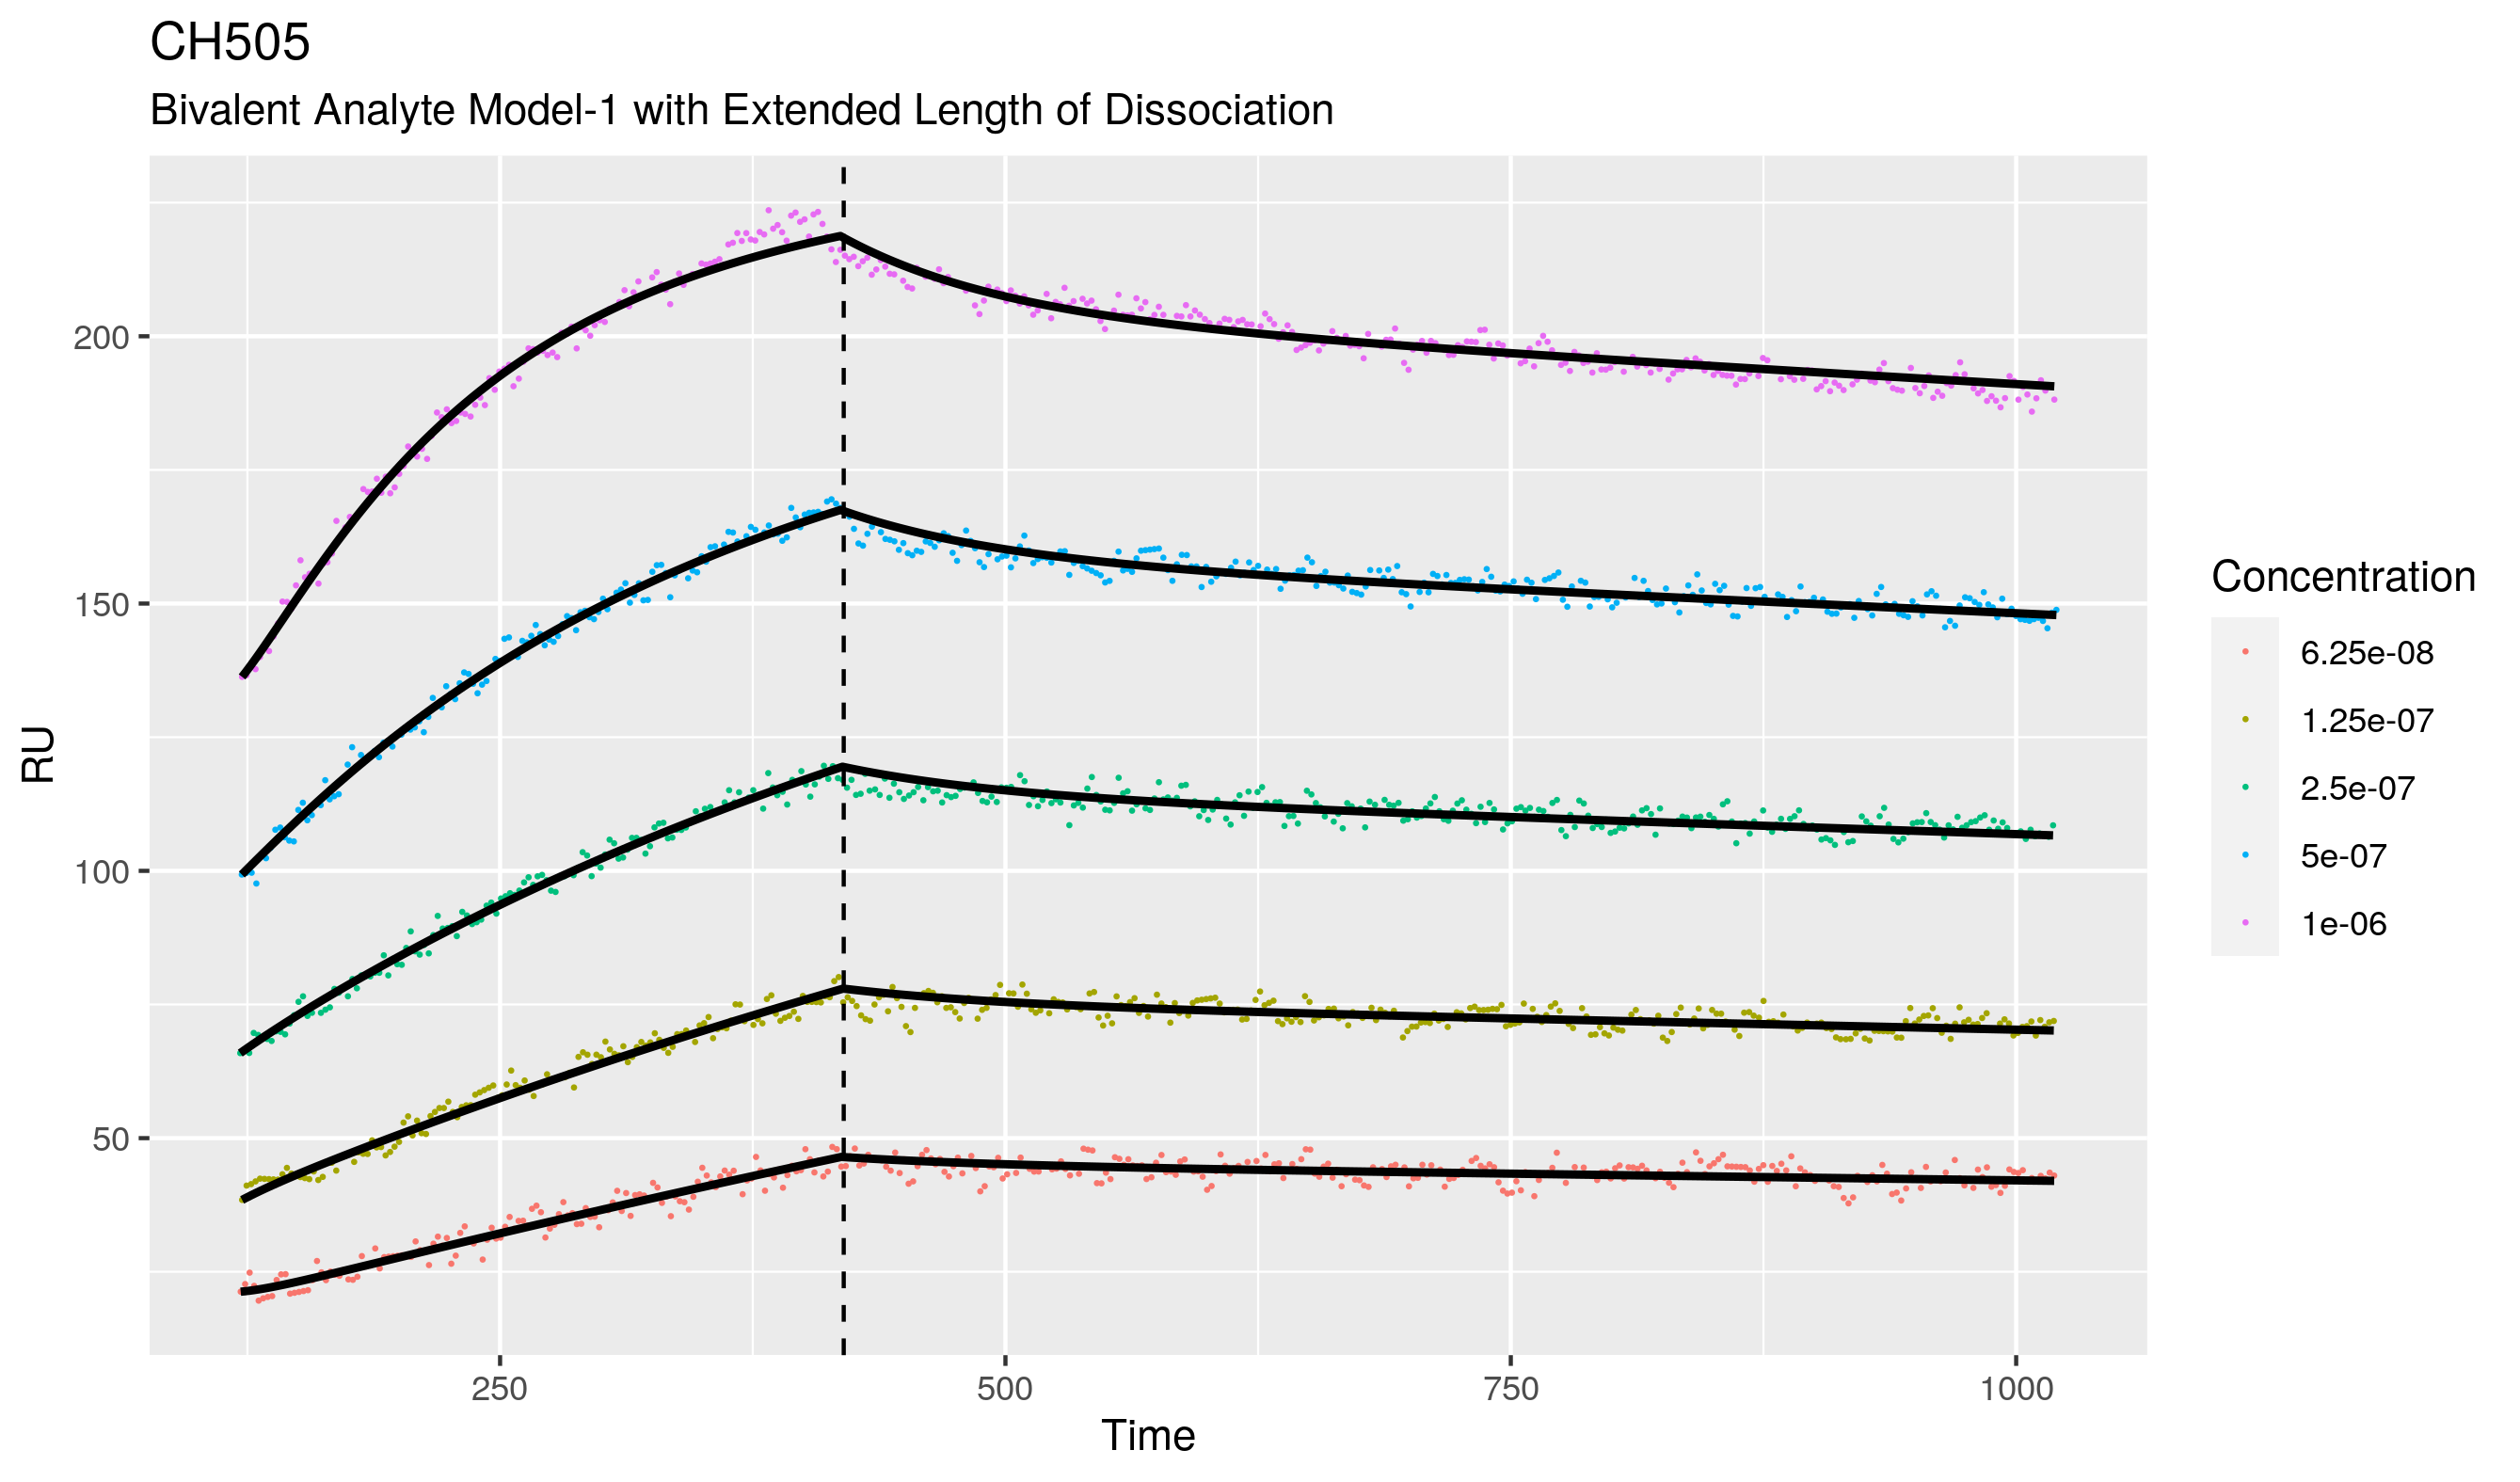 CH505
Bivalent Analyte Model-1 with Extended Length of Dissociation
RU
200
150
100
50
250
500
750
1000
Time
Concentration
6.25e-08
1.25e-07
2.5e-07
5e-07
1e-06